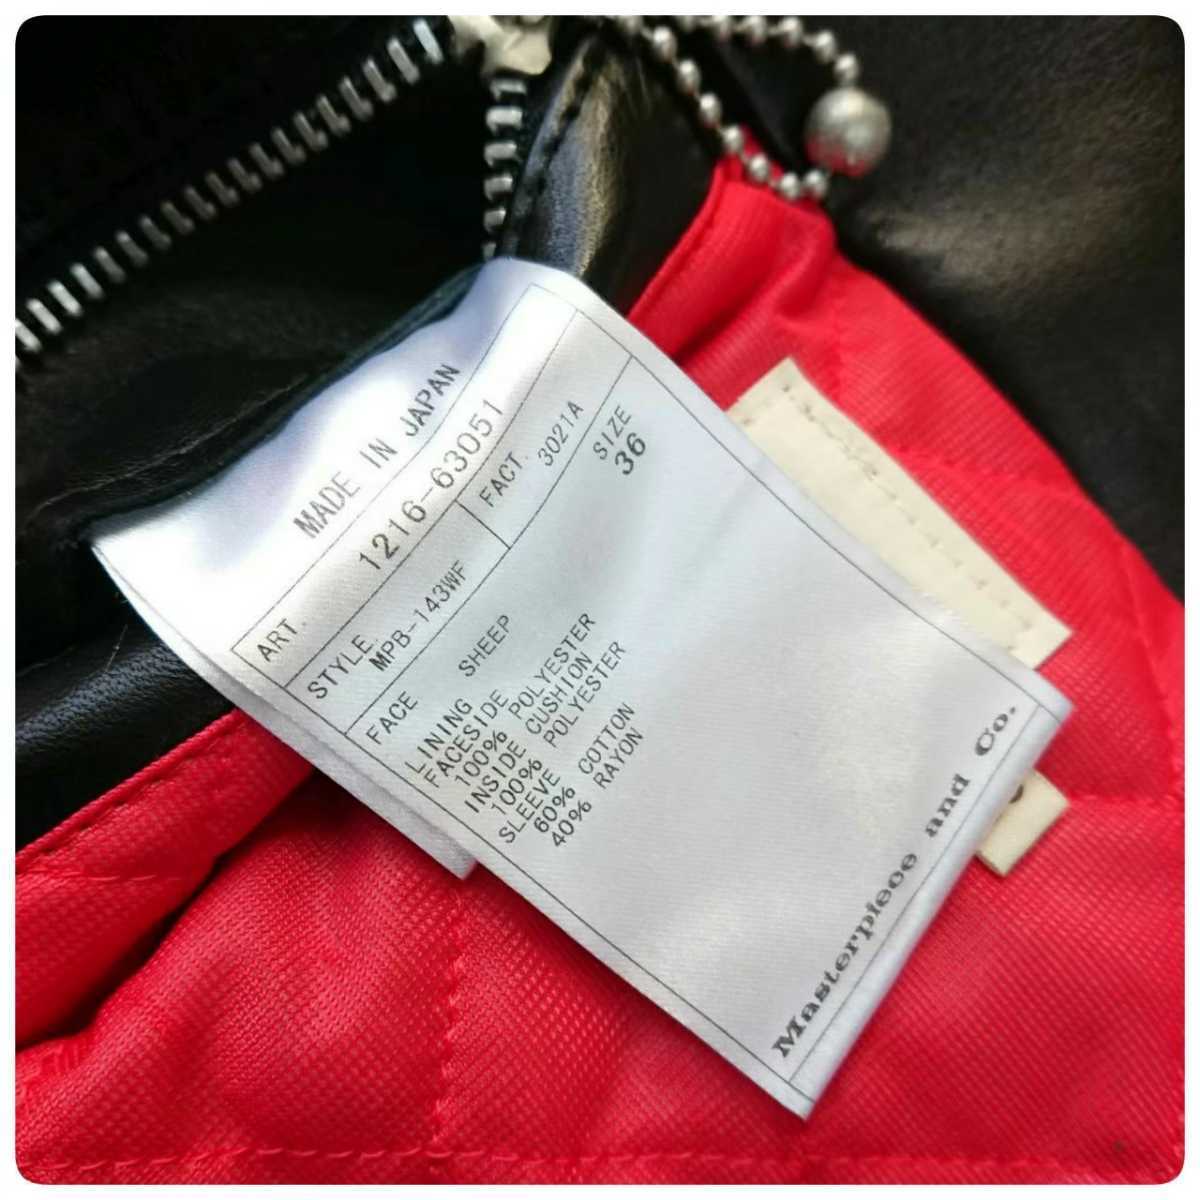 MADE IN JAPAN
ART. 1216-63051
STYLE. MPB-143WF
FACT. 3021A
SIZE 36
FACE SHEEP
LINING
FACESIDE
100% POLYESTER
INSIDE CUSHION
100% POLYESTER
SLEEVE
60% COTTON
40% RAYON
Masterpiece and Co.